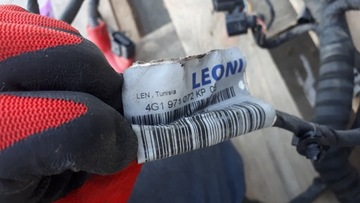 LEONI
LEN. Tunisia
4G1 971 072 KP